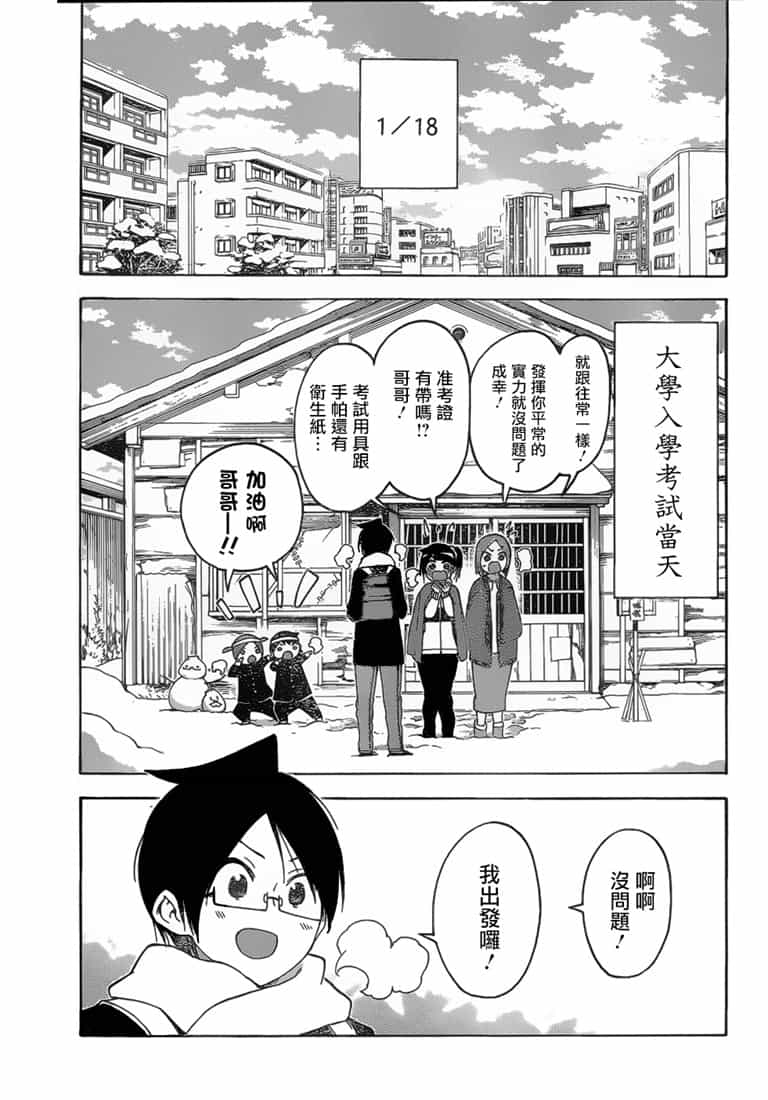 1／18
大學入學考試當天
就跟往常一樣！
發揮你平常的
實力就沒問題了
成幸！
准考證
有帶嗎！？
哥哥！
考試用具跟
手帕還有
衛生紙…
加油啊
哥哥ー！！
啊啊
沒問題！
我出發囉！